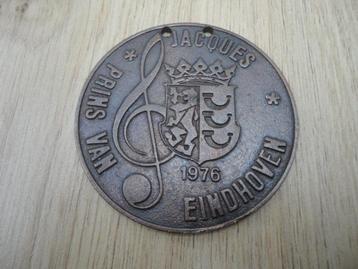 JACQUES
* PRINS VAN EINDHOVEN *
1976